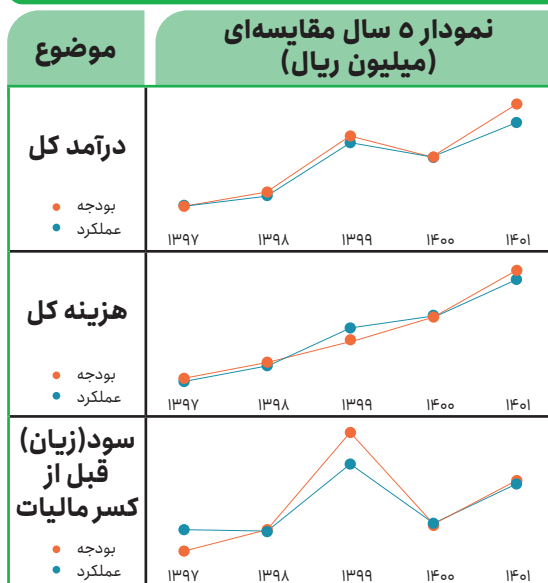 موضوع
نمودار ۵ سال مقایسه‌ای
(میلیون ریال)
درآمد کل
بودجه
عملکرد
۱۳۹۷ ۱۳۹۸ ۱۳۹۹ ۱۴۰۰ ۱۴۰۱
هزینه کل
بودجه
عملکرد
۱۳۹۷ ۱۳۹۸ ۱۳۹۹ ۱۴۰۰ ۱۴۰۱
سود(زیان)
قبل از
کسر مالیات
بودجه
عملکرد
۱۳۹۷ ۱۳۹۸ ۱۳۹۹ ۱۴۰۰ ۱۴۰۱